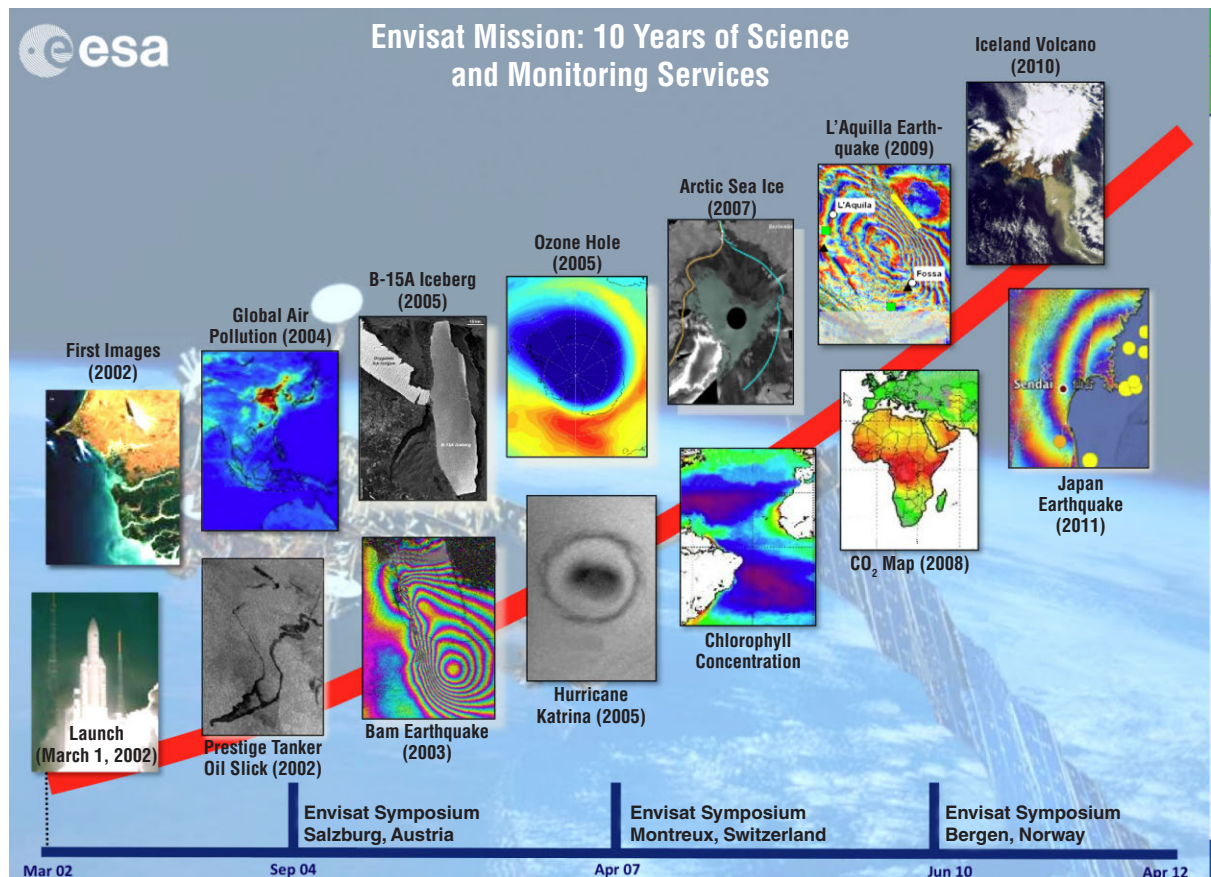 esa
Envisat Mission: 10 Years of Science
and Monitoring Services
Iceland Volcano
(2010)
L'Aquilla Earth-
quake (2009)
Arctic Sea Ice
(2007)
Ozone Hole
(2005)
B-15A Iceberg
(2005)
Global Air
Pollution (2004)
First Images
(2002)
L'Aquila
Fossa
B-15A Iceberg
Sendai
Japan
Earthquake
(2011)
CO₂ Map (2008)
Chlorophyll
Concentration
Hurricane
Katrina (2005)
Bam Earthquake
(2003)
Prestige Tanker
Oil Slick (2002)
Launch
(March 1, 2002)
Envisat Symposium
Salzburg, Austria
Envisat Symposium
Montreux, Switzerland
Envisat Symposium
Bergen, Norway
Mar 02
Sep 04
Apr 07
Jun 10
Apr 12